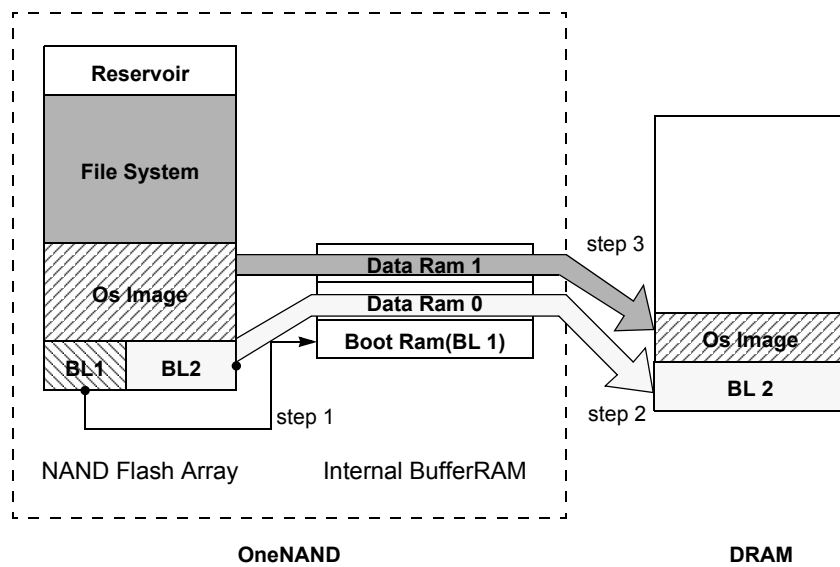 Reservoir
File System
Os Image
BL1
BL2
step 1
NAND Flash Array
Data Ram 1
Data Ram 0
Boot Ram(BL 1)
Internal BufferRAM
step 3
step 2
Os Image
BL 2
OneNAND
DRAM